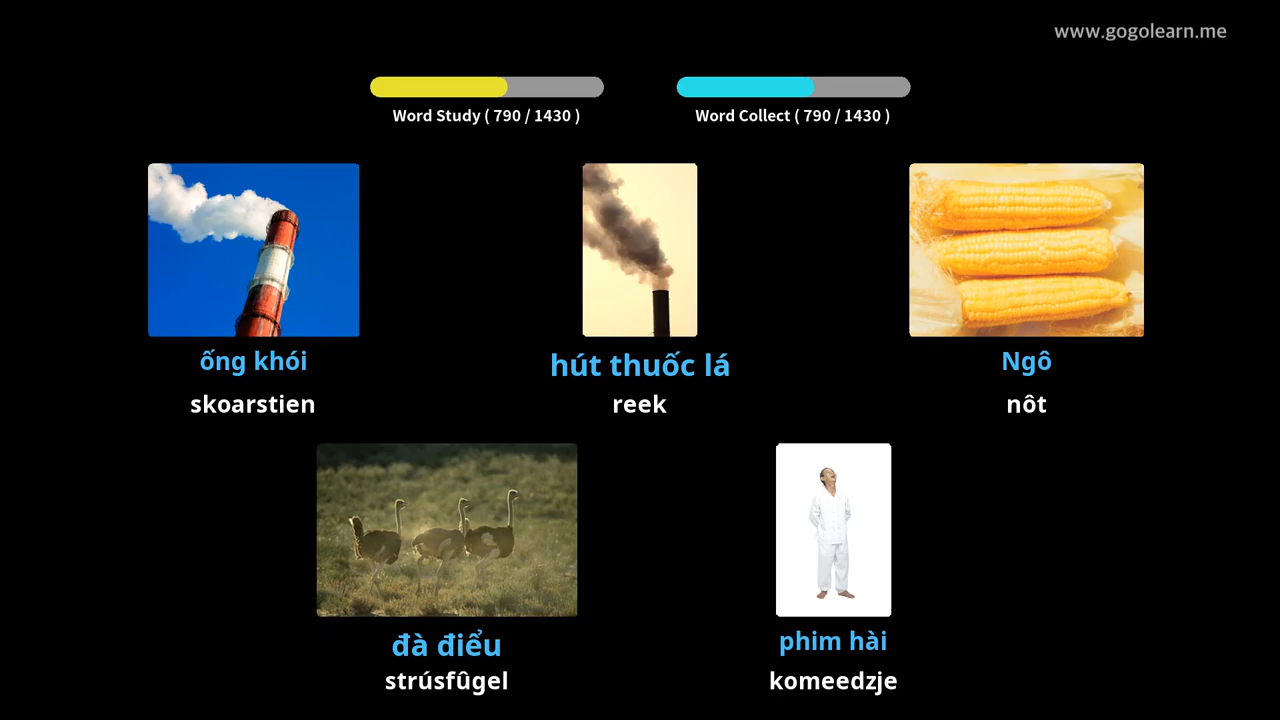 www.gogolearn.me
Word Study ( 790 / 1430 )
Word Collect ( 790 / 1430 )
ống khói
hút thuốc lá
Ngô
skoarstien
reek
nôt
đà điểu
phim hài
strúsfûgel
komeedzje